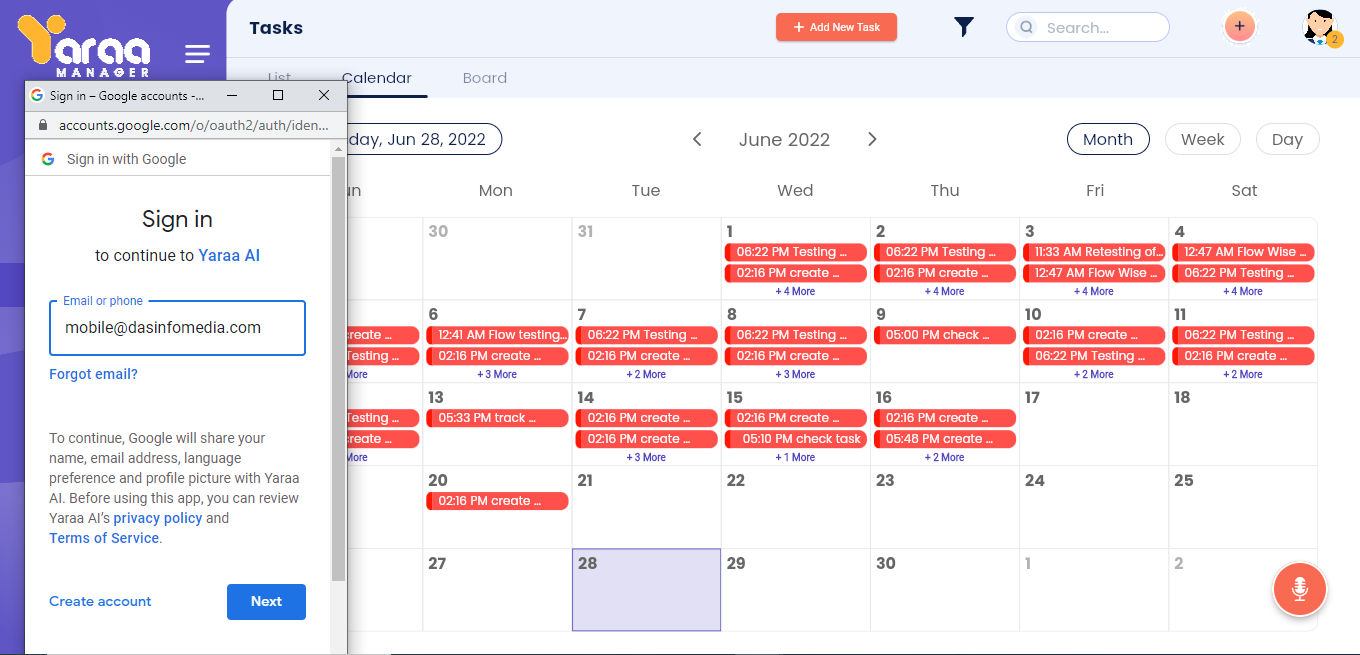 Yaraa
MANAGER
Tasks
+ Add New Task
Search...
2
List
Calendar
Board
Sign in – Google accounts -...
accounts.google.com/o/oauth2/auth/iden...
Sign in with Google
Sign in
to continue to Yaraa AI
Email or phone
mobile@dasinfomedia.com
Forgot email?
To continue, Google will share your
name, email address, language
preference and profile picture with Yaraa
AI. Before using this app, you can review
Yaraa AI's privacy policy and
Terms of Service.
Create account
Next
day, Jun 28, 2022
June 2022
Month
Week
Day
un Mon Tue Wed Thu Fri Sat
30 31 1 2 3 4
06:22 PM Testing ... 06:22 PM Testing ... 11:33 AM Retesting of... 12:47 AM Flow Wise ...
02:16 PM create ... 02:16 PM create ... 12:47 AM Flow Wise ... 06:22 PM Testing ...
+ 4 More + 4 More + 4 More + 4 More
6 7 8 9 10 11
create ... 12:41 AM Flow testing... 06:22 PM Testing ... 06:22 PM Testing ... 05:00 PM check ... 02:16 PM create ... 06:22 PM Testing ...
Testing ... 02:16 PM create ... 02:16 PM create ... 02:16 PM create ... 06:22 PM Testing ... 02:16 PM create ...
More + 3 More + 2 More + 3 More + 2 More + 2 More
13 14 15 16 17 18
Testing ... 05:33 PM track ... 02:16 PM create ... 02:16 PM create ... 02:16 PM create ...
create ... 02:16 PM create ... 05:10 PM check task 05:48 PM create ...
More + 3 More + 1 More + 2 More
20 21 22 23 24 25
02:16 PM create ...
27 28 29 30 1 2